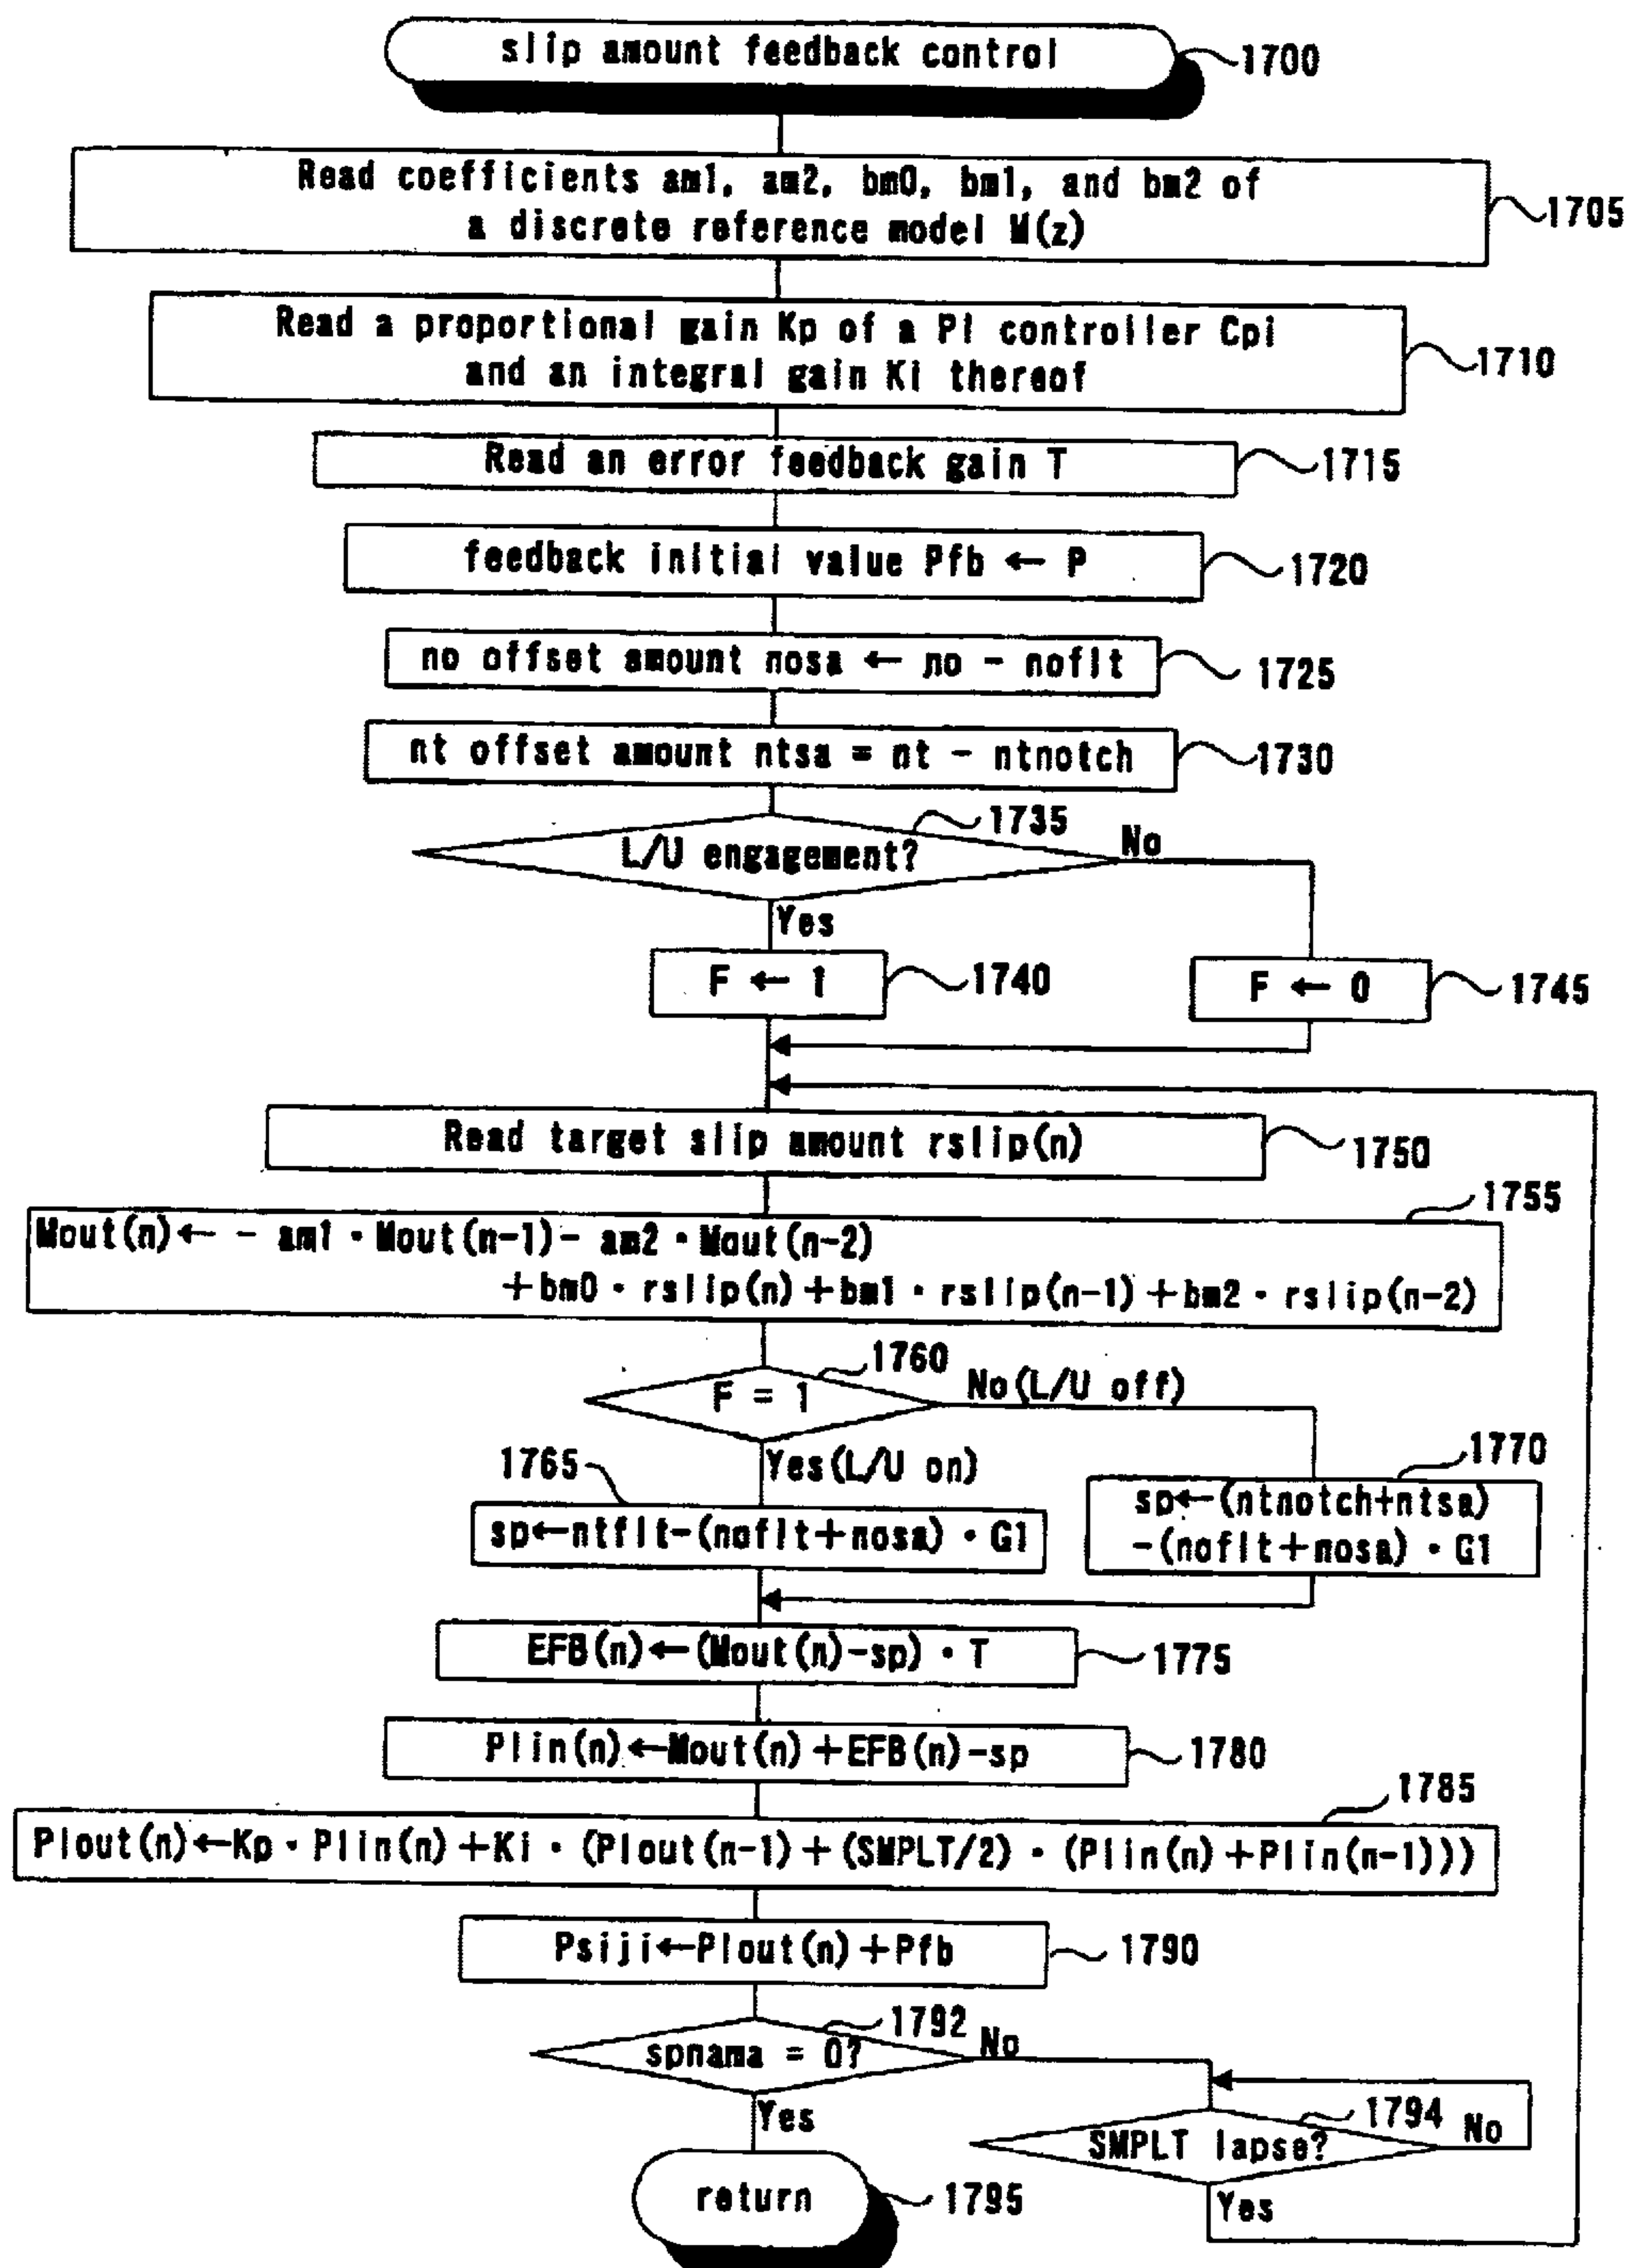 slip amount feedback control
1700
Read coefficients am1, am2, bm0, bm1, and bm2 of
a discrete reference model M(z)
1705
Read a proportional gain Kp of a PI controller Cpi
and an integral gain Ki thereof
1710
Read an error feedback gain T
1715
feedback initial value Pfb ← P
1720
no offset amount nosa ← no - noflt
1725
nt offset amount ntsa = nt - ntnotch
1730
1735
L/U engagement?
No
Yes
F ← 1
1740
F ← 0
1745
Read target slip amount rslip(n)
1750
1755
Mout(n)← - am1・Mout(n-1)- am2・Mout(n-2)
+bm0・rslip(n)+bm1・rslip(n-1)+bm2・rslip(n-2)
1760
F = 1
No(L/U off)
Yes(L/U on)
1765
1770
sp←ntflt-(noflt+nosa)・G1
sp←(ntnotch+ntsa)
-(noflt+nosa)・G1
EFB(n)←(Mout(n)-sp)・T
1775
PIin(n)←Mout(n)+EFB(n)-sp
1780
1785
PIout(n)←Kp・PIin(n)+Ki・(PIout(n-1)+(SMPLT/2)・(PIin(n)+PIin(n-1)))
Psiji←PIout(n)+Pfb
1790
1792
spnama = 0?
No
Yes
1794
SMPLT lapse?
No
Yes
return
1795